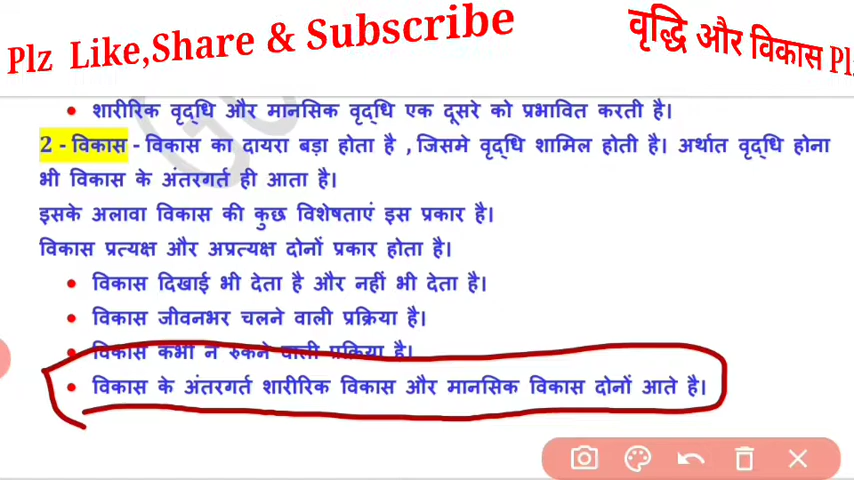 Plz Like,Share & Subscribe
वृद्धि और विकास Pl
शारीरिक वृद्धि और मानसिक वृद्धि एक दूसरे को प्रभावित करती है।
2 - विकास - विकास का दायरा बड़ा होता है , जिसमे वृद्धि शामिल होती है। अर्थात वृद्धि होना
भी विकास के अंतरगर्त ही आता है।
इसके अलावा विकास की कुछ विशेषताएं इस प्रकार है।
विकास प्रत्यक्ष और अप्रत्यक्ष दोनों प्रकार होता है।
विकास दिखाई भी देता है और नहीं भी देता है।
विकास जीवनभर चलने वाली प्रक्रिया है।
विकास कभी न रुकने वाली प्रक्रिया है।
विकास के अंतरगर्त शारीरिक विकास और मानसिक विकास दोनों आते है।